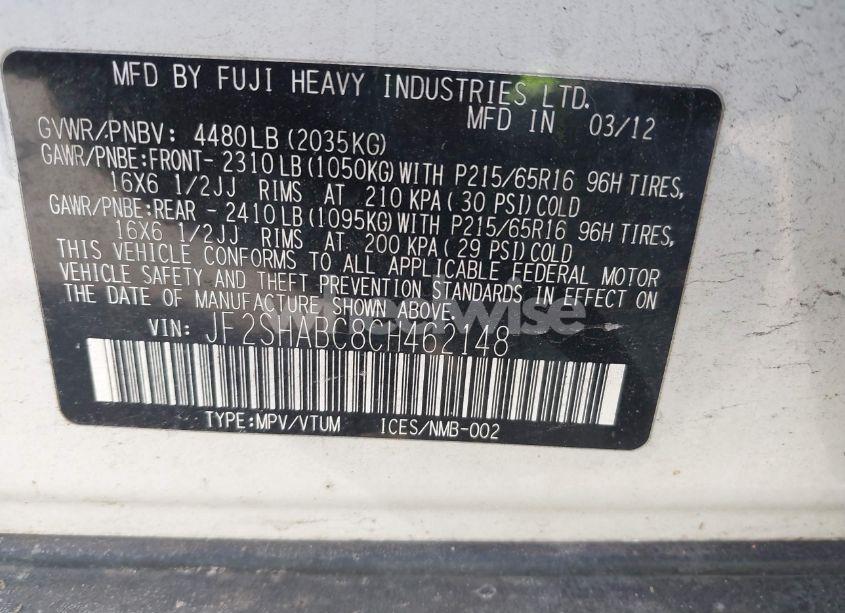 MFD BY FUJI HEAVY INDUSTRIES LTD.
MFD IN 03/12
GVWR/PNBV: 4480LB (2035KG)
GAWR/PNBE:FRONT- 2310LB(1050KG)WITH P215/65R16 96H TIRES,
16X6 1/2JJ RIMS AT 210 KPA( 30 PSI)COLD
GAWR/PNBE:REAR - 2410LB(1095KG)WITH P215/65R16 96H TIRES,
16X6 1/2JJ RIMS AT 200 KPA( 29 PSI)COLD
THIS VEHICLE CONFORMS TO ALL APPLICABLE FEDERAL MOTOR
VEHICLE SAFETY AND THEFT PREVENTION STANDARDS IN EFFECT ON
THE DATE OF MANUFACTURE SHOWN ABOVE.
VIN: JF2SHABC8CH462148
TYPE:MPV/VTUM ICES/NMB-002